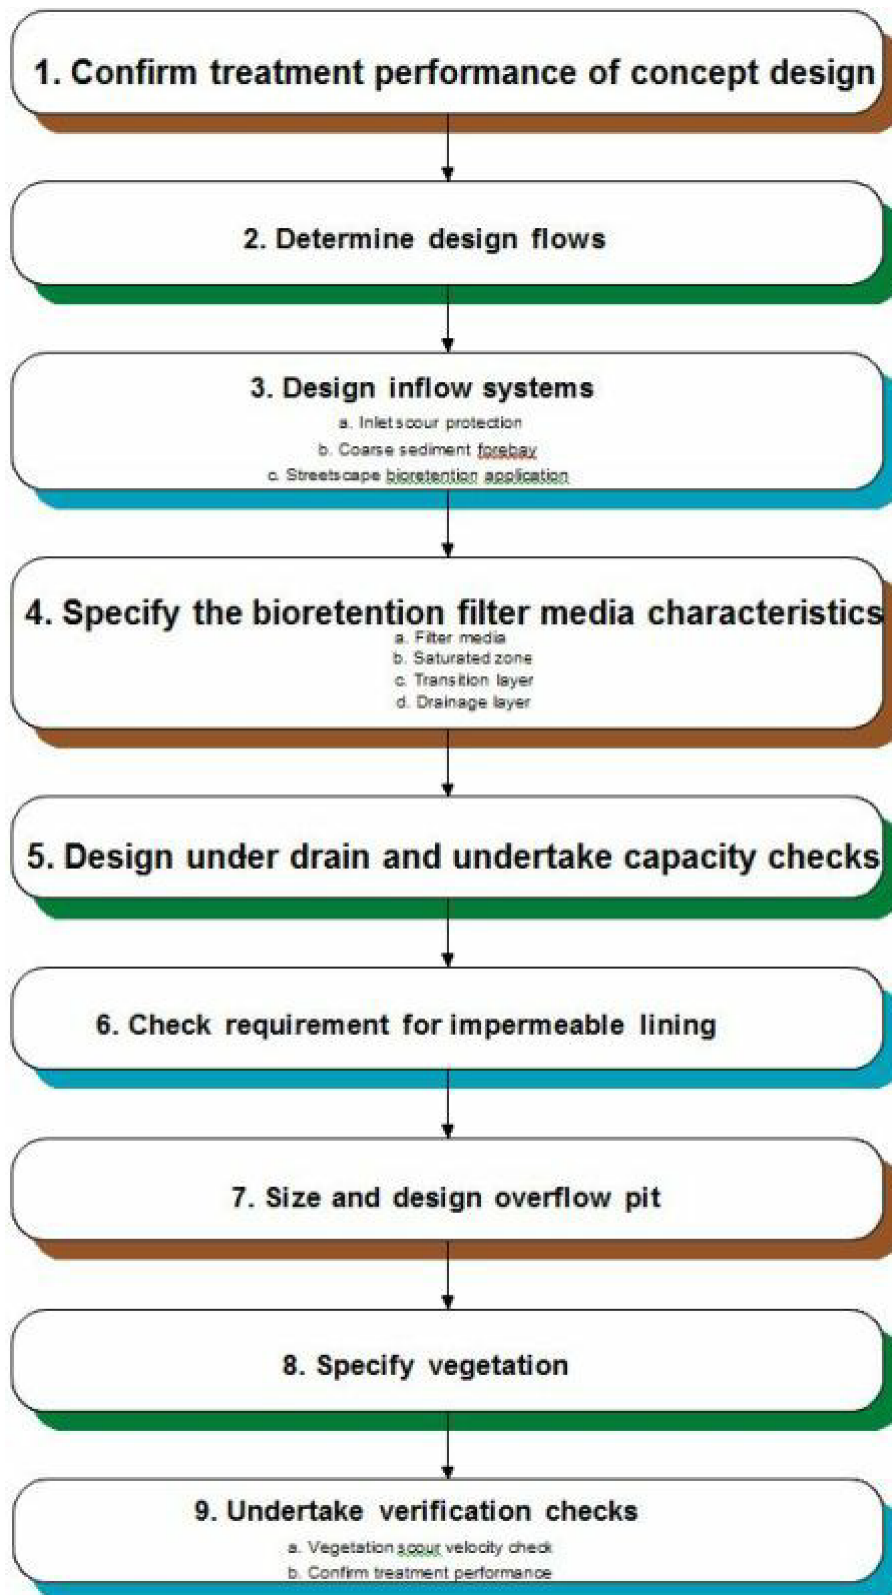 1. Confirm treatment performance of concept design
2. Determine design flows
3. Design inflow systems
a. Inlet scour protection
b. Coarse sediment forebay
c. Streetscape bioretention application
4. Specify the bioretention filter media characteristics
a. Filter media
b. Saturated zone
c. Transition layer
d. Drainage layer
5. Design under drain and undertake capacity checks
6. Check requirement for impermeable lining
7. Size and design overflow pit
8. Specify vegetation
9. Undertake verification checks
a. Vegetation scour velocity check
b. Confirm treatment performance